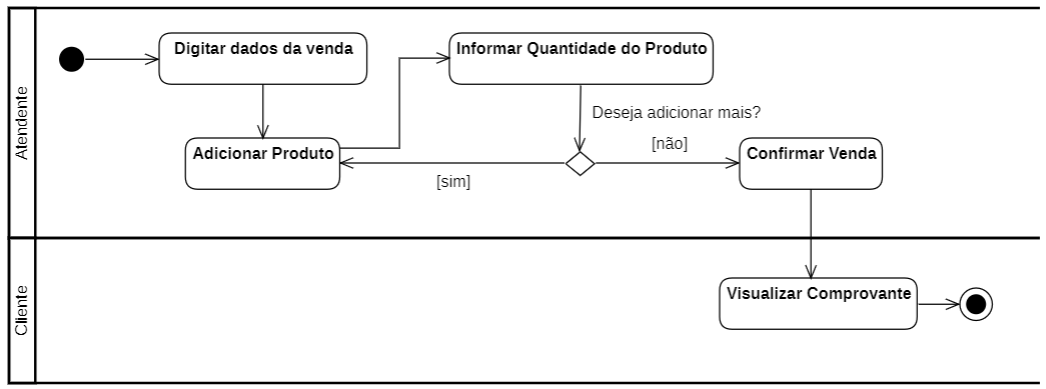 Atendente
Digitar dados da venda
Informar Quantidade do Produto
Deseja adicionar mais?
Adicionar Produto
[sim]
[não]
Confirmar Venda
Cliente
Visualizar Comprovante